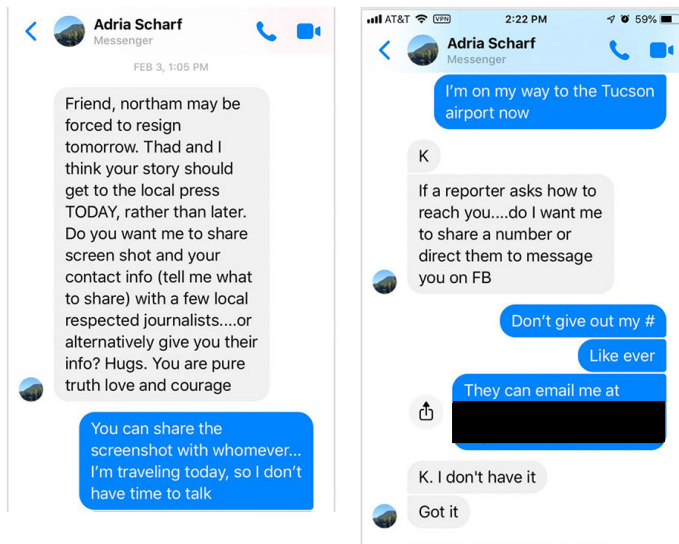 Adria Scharf
Messenger
FEB 3, 1:05 PM
Friend, northam may be
forced to resign
tomorrow. Thad and I
think your story should
get to the local press
TODAY, rather than later.
Do you want me to share
screen shot and your
contact info (tell me what
to share) with a few local
respected journalists....or
alternatively give you their
info? Hugs. You are pure
truth love and courage
You can share the
screenshot with whomever...
I'm traveling today, so I don't
have time to talk
AT&T VPN 2:22 PM 59%
Adria Scharf
Messenger
I'm on my way to the Tucson
airport now
K
If a reporter asks how to
reach you....do I want me
to share a number or
direct them to message
you on FB
Don't give out my #
Like ever
They can email me at
K. I don't have it
Got it